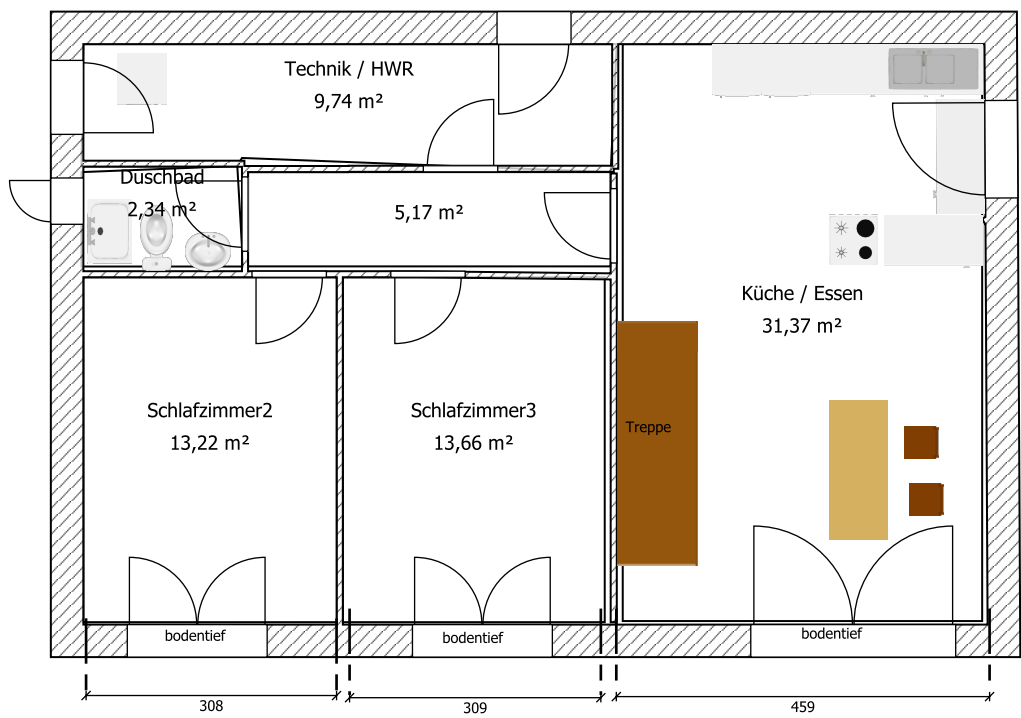 Technik / HWR
9,74 m²
Duschbad
2,34 m²
5,17 m²
Küche / Essen
31,37 m²
Schlafzimmer2
13,22 m²
Schlafzimmer3
13,66 m²
Treppe
bodentief
bodentief
bodentief
308
309
459